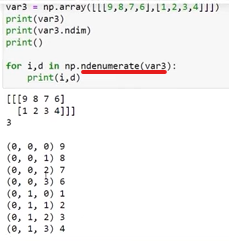 var3 = np.array([[[9,8,7,6],[1,2,3,4]]])
print(var3)
print(var3.ndim)
print()
for i,d in np.ndenumerate(var3):
print(i,d)
[[[9 8 7 6]
[1 2 3 4]]]
3
(0, 0, 0) 9
(0, 0, 1) 8
(0, 0, 2) 7
(0, 0, 3) 6
(0, 1, 0) 1
(0, 1, 1) 2
(0, 1, 2) 3
(0, 1, 3) 4